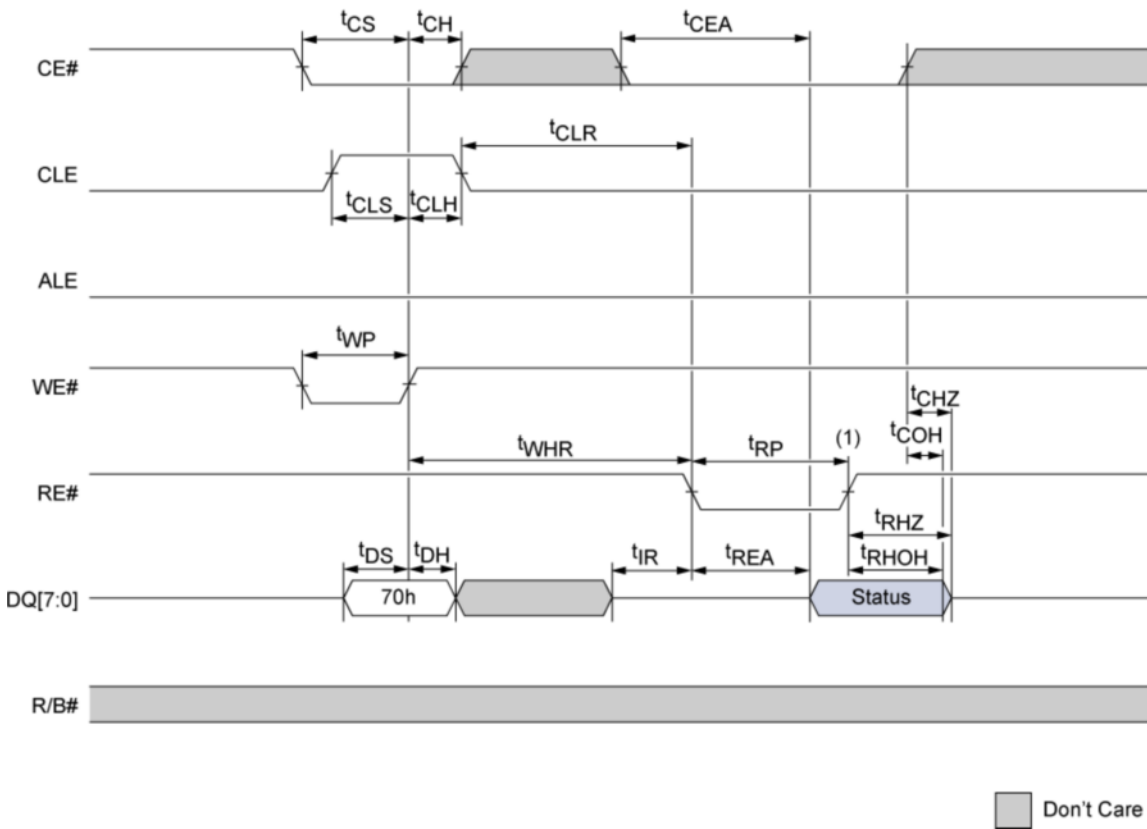 tCS tCH tCEA
CE#
tCLR
CLE
tCLS tCLH
ALE
tWP
WE#
tCHZ
tWHR tRP (1) tCOH
RE#
tRHZ
tDS tDH tIR tREA tRHOH
DQ[7:0] 70h Status
R/B#
Don't Care